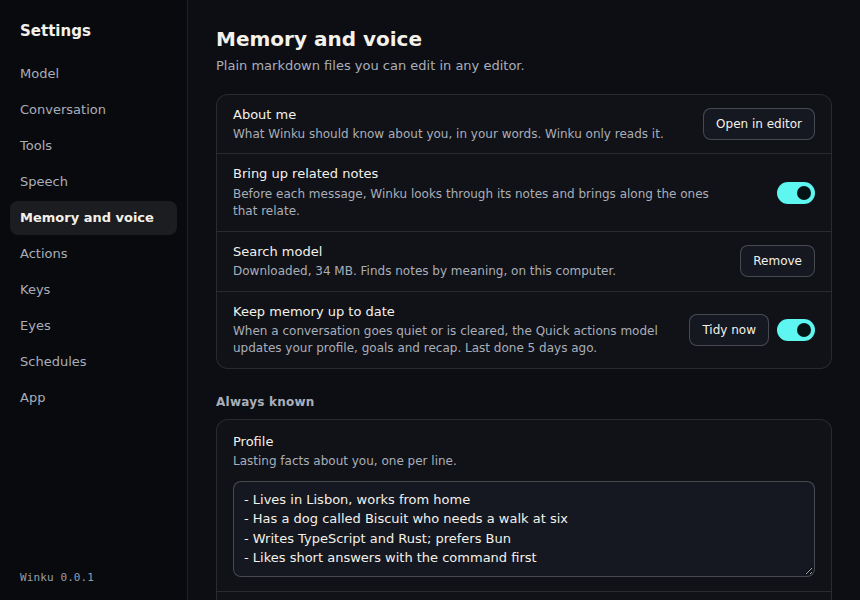 Settings
Model
Conversation
Tools
Speech
Memory and voice
Actions
Keys
Eyes
Schedules
App
Winku 0.0.1
Memory and voice
Plain markdown files you can edit in any editor.
About me
What Winku should know about you, in your words. Winku only reads it.
Open in editor
Bring up related notes
Before each message, Winku looks through its notes and brings along the ones
that relate.
Search model
Downloaded, 34 MB. Finds notes by meaning, on this computer.
Remove
Keep memory up to date
When a conversation goes quiet or is cleared, the Quick actions model
updates your profile, goals and recap. Last done 5 days ago.
Tidy now
Always known
Profile
Lasting facts about you, one per line.
- Lives in Lisbon, works from home
- Has a dog called Biscuit who needs a walk at six
- Writes TypeScript and Rust; prefers Bun
- Likes short answers with the command first